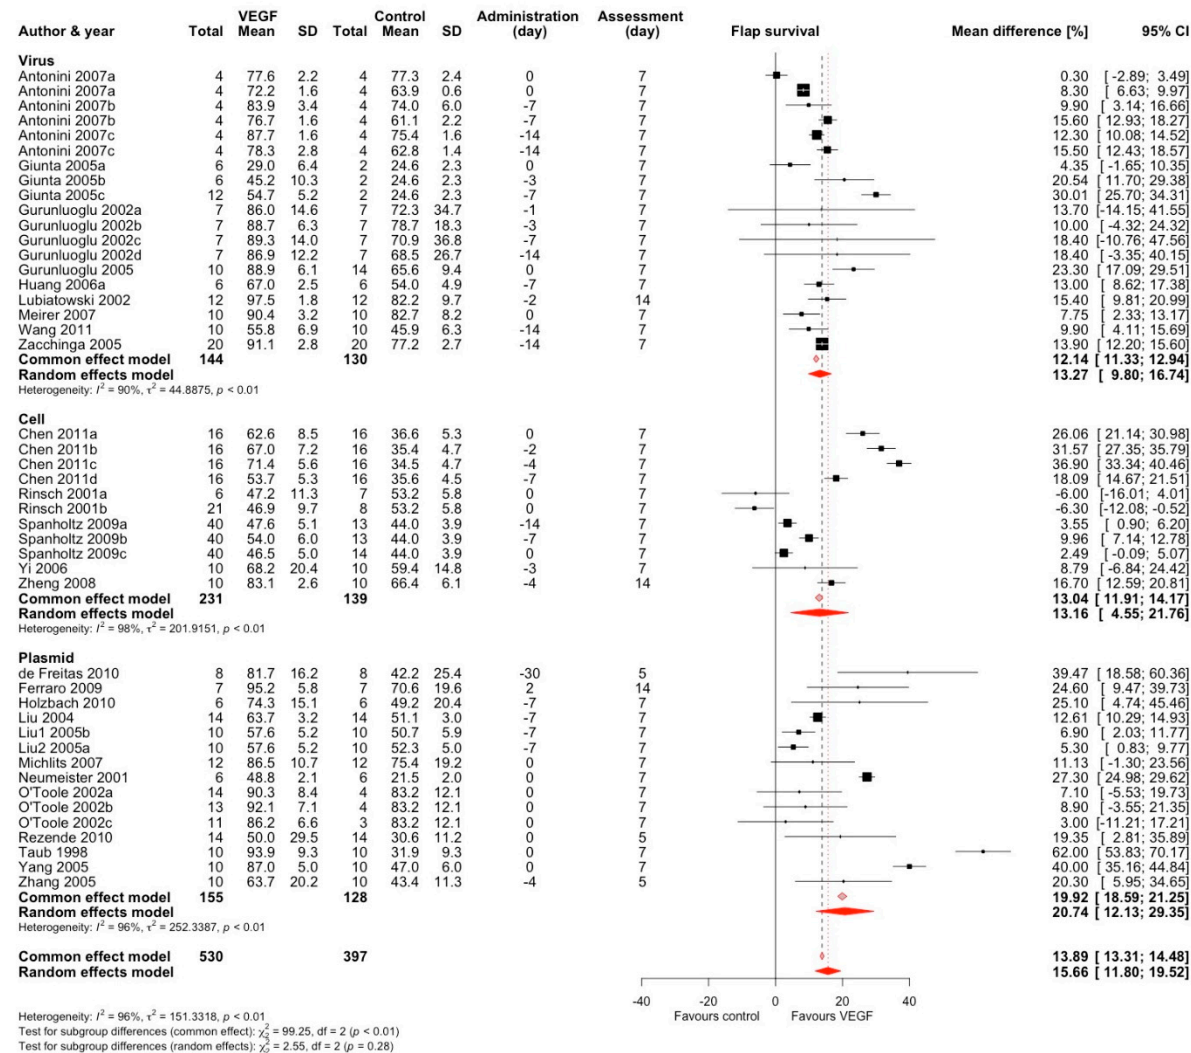 VEGF Control Administration Assessment
Author & year Total Mean SD Total Mean SD (day) (day) Flap survival Mean difference [%] 95% CI
Virus
Antonini 2007a 4 77.6 2.2 4 77.3 2.4 0 7 0.30 [-2.89; 3.49]
Antonini 2007a 4 72.2 1.6 4 63.9 0.6 0 7 8.30 [ 6.63; 9.97]
Antonini 2007b 4 83.9 3.4 4 74.0 6.0 -7 7 9.90 [ 3.14; 16.66]
Antonini 2007b 4 76.7 1.6 4 61.1 2.2 -7 7 15.60 [12.93; 18.27]
Antonini 2007c 4 87.7 1.6 4 75.4 1.6 -14 7 12.30 [10.08; 14.52]
Antonini 2007c 4 78.3 2.8 4 62.8 1.4 -14 7 15.50 [12.43; 18.57]
Giunta 2005a 6 29.0 6.4 2 24.6 2.3 0 7 4.35 [-1.65; 10.35]
Giunta 2005b 6 45.2 10.3 2 24.6 2.3 -3 7 20.54 [11.70; 29.38]
Giunta 2005c 12 54.7 5.2 2 24.6 2.3 -7 7 30.01 [25.70; 34.31]
Gurunluoglu 2002a 7 86.0 14.6 7 72.3 34.7 -1 7 13.70 [-14.15; 41.55]
Gurunluoglu 2002b 7 88.7 6.3 7 78.7 18.3 -3 7 10.00 [ -4.32; 24.32]
Gurunluoglu 2002c 7 89.3 14.0 7 70.9 36.8 -7 7 18.40 [-10.76; 47.56]
Gurunluoglu 2002d 7 86.9 12.2 7 68.5 26.7 -14 7 18.40 [ -3.35; 40.15]
Gurunluoglu 2005 10 88.9 6.1 14 65.6 9.4 0 7 23.30 [17.09; 29.51]
Huang 2006a 6 67.0 2.5 6 54.0 4.9 -7 7 13.00 [ 8.62; 17.38]
Lubiatowski 2002 12 97.5 1.8 12 82.2 9.7 -2 14 15.40 [ 9.81; 20.99]
Meirer 2007 10 90.4 3.2 10 82.7 8.2 0 7 7.75 [ 2.33; 13.17]
Wang 2011 10 55.8 6.9 10 45.9 6.3 -14 7 9.90 [ 4.11; 15.69]
Zacchinga 2005 20 91.1 2.8 20 77.2 2.7 -14 7 13.90 [12.20; 15.60]
Common effect model 144 130 12.14 [11.33; 12.94]
Random effects model 13.27 [ 9.80; 16.74]
Heterogeneity: I² = 90%, τ² = 44.8875, p < 0.01
Cell
Chen 2011a 16 62.6 8.5 16 36.6 5.3 0 7 26.06 [21.14; 30.98]
Chen 2011b 16 67.0 7.2 16 35.4 4.7 -2 7 31.57 [27.35; 35.79]
Chen 2011c 16 71.4 5.6 16 34.5 4.7 -4 7 36.90 [33.34; 40.46]
Chen 2011d 16 53.7 5.3 16 35.6 4.5 -7 7 18.09 [14.67; 21.51]
Rinsch 2001a 6 47.2 11.3 7 53.2 5.8 0 7 -6.00 [-16.01; 4.01]
Rinsch 2001b 21 46.9 9.7 8 53.2 5.8 0 7 -6.30 [-12.08; -0.52]
Spanholtz 2009a 40 47.6 5.1 13 44.0 3.9 -14 7 3.55 [ 0.90; 6.20]
Spanholtz 2009b 40 54.0 6.0 13 44.0 3.9 -7 7 9.96 [ 7.14; 12.78]
Spanholtz 2009c 40 46.5 5.0 14 44.0 3.9 0 7 2.49 [ -0.09; 5.07]
Yi 2006 10 68.2 20.4 10 59.4 14.8 -3 7 8.79 [ -6.84; 24.42]
Zheng 2008 10 83.1 2.6 10 66.4 6.1 -4 14 16.70 [12.59; 20.81]
Common effect model 231 139 13.04 [11.91; 14.17]
Random effects model 13.16 [ 4.55; 21.76]
Heterogeneity: I² = 98%, τ² = 201.9151, p < 0.01
Plasmid
de Freitas 2010 8 81.7 16.2 8 42.2 25.4 -30 5 39.47 [18.58; 60.36]
Ferraro 2009 7 95.2 5.8 7 70.6 19.6 2 14 24.60 [ 9.47; 39.73]
Holzbach 2010 6 74.3 15.1 6 49.2 20.4 -7 7 25.10 [ 4.74; 45.46]
Liu 2004 14 63.7 3.2 14 51.1 3.0 -7 7 12.61 [10.29; 14.93]
Liu1 2005b 10 57.6 5.2 10 50.7 5.9 -7 7 6.90 [ 2.03; 11.77]
Liu2 2005a 10 57.6 5.2 10 52.3 5.0 -7 7 5.30 [ 0.83; 9.77]
Michlits 2007 12 86.5 10.7 12 75.4 19.2 0 7 11.13 [ -1.30; 23.56]
Neumeister 2001 6 48.8 2.1 6 21.5 2.0 0 7 27.30 [24.98; 29.62]
O'Toole 2002a 14 90.3 8.4 4 83.2 12.1 0 7 7.10 [ -5.53; 19.73]
O'Toole 2002b 13 92.1 7.1 4 83.2 12.1 0 7 8.90 [ -3.55; 21.35]
O'Toole 2002c 11 86.2 6.6 3 83.2 12.1 0 7 3.00 [-11.21; 17.21]
Rezende 2010 14 50.0 29.5 14 30.6 11.2 0 5 19.35 [ 2.81; 35.89]
Taub 1998 10 93.9 9.3 10 31.9 9.3 0 7 62.00 [53.83; 70.17]
Yang 2005 10 87.0 5.0 10 47.0 6.0 0 7 40.00 [35.16; 44.84]
Zhang 2005 10 63.7 20.2 10 43.4 11.3 -4 5 20.30 [ 5.95; 34.65]
Common effect model 155 128 19.92 [18.59; 21.25]
Random effects model 20.74 [12.13; 29.35]
Heterogeneity: I² = 96%, τ² = 252.3387, p < 0.01
Common effect model 530 397 13.89 [13.31; 14.48]
Random effects model 15.66 [11.80; 19.52]
-40 -20 0 20 40
Heterogeneity: I² = 96%, τ² = 151.3318, p < 0.01 Favours control Favours VEGF
Test for subgroup differences (common effect): χ²₂ = 99.25, df = 2 (p < 0.01)
Test for subgroup differences (random effects): χ²₂ = 2.55, df = 2 (p = 0.28)